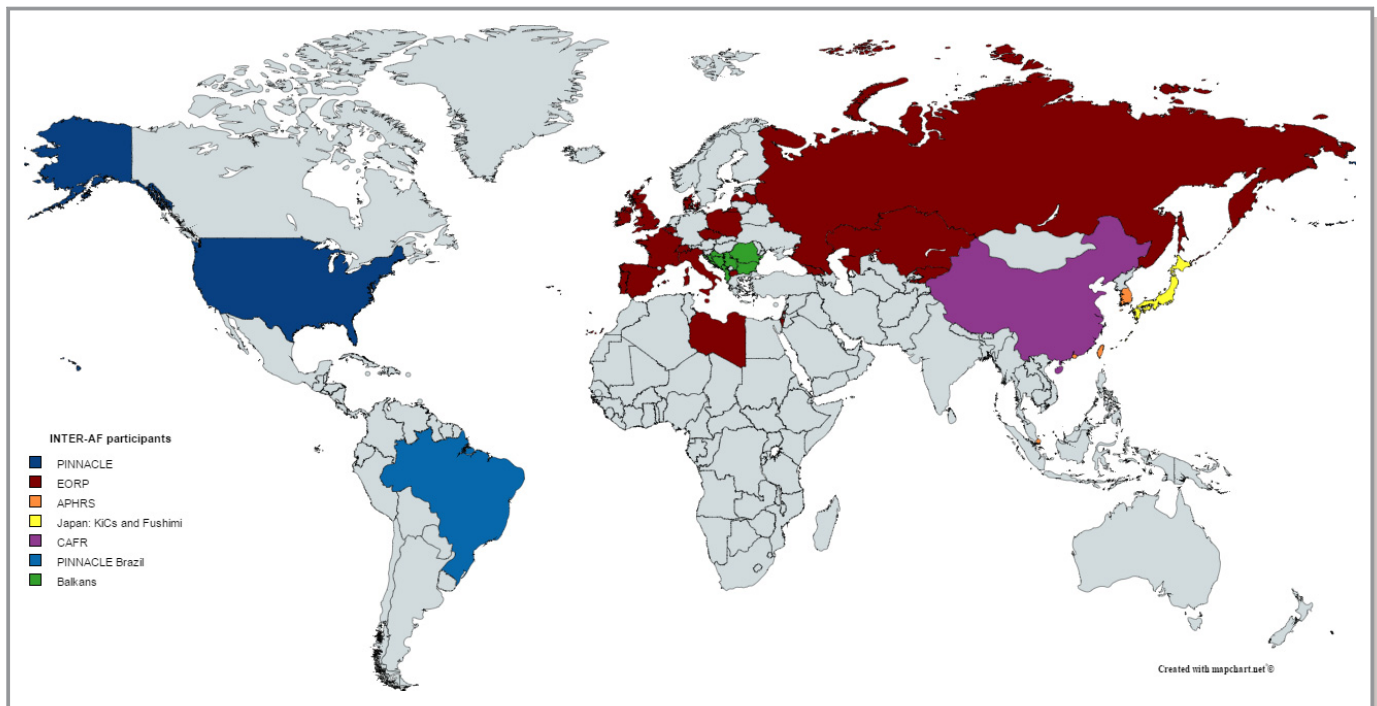 INTER-AF participants
PINNACLE
EORP
APHRS
Japan: KiCs and Fushimi
CAFR
PINNACLE Brazil
Balkans
Created with mapchart.net ©